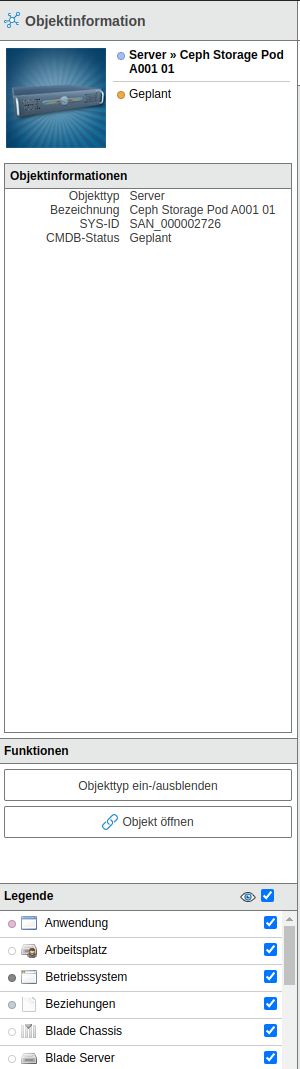 Objektinformation
Server » Ceph Storage Pod
A001 01
Geplant
Objektinformationen
Objekttyp Server
Bezeichnung Ceph Storage Pod A001 01
SYS-ID SAN_000002726
CMDB-Status Geplant
Funktionen
Objekttyp ein-/ausblenden
Objekt öffnen
Legende
Anwendung
Arbeitsplatz
Betriebssystem
Beziehungen
Blade Chassis
Blade Server